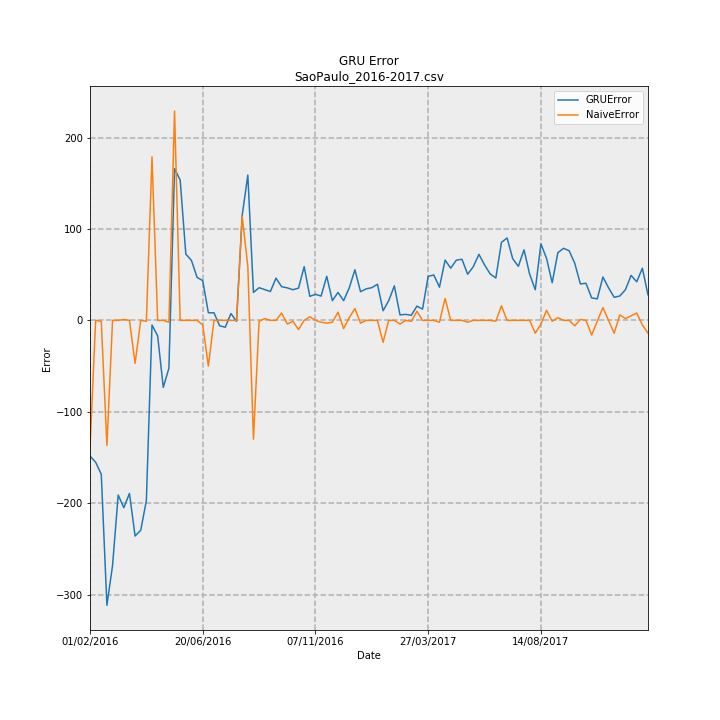 GRU Error
SaoPaulo_2016-2017.csv
GRUError
NaiveError
200
100
0
−100
−200
−300
Error
01/02/2016
20/06/2016
07/11/2016
27/03/2017
14/08/2017
Date